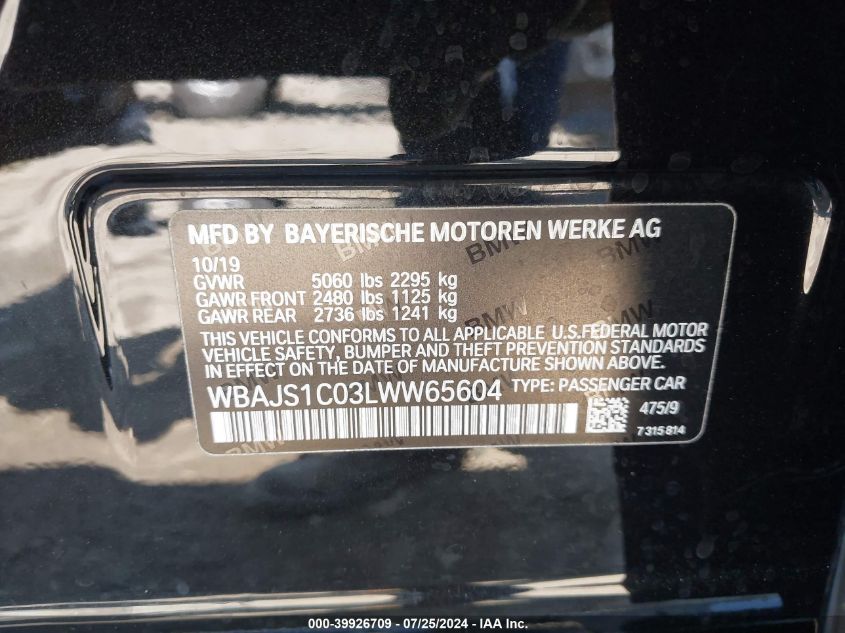 MFD BY BAYERISCHE MOTOREN WERKE AG
10/19
GVWR 5060 lbs 2295 kg
GAWR FRONT 2480 lbs 1125 kg
GAWR REAR 2736 lbs 1241 kg
THIS VEHICLE CONFORMS TO ALL APPLICABLE U.S.FEDERAL MOTOR
VEHICLE SAFETY, BUMPER AND THEFT PREVENTION STANDARDS
IN EFFECT ON THE DATE OF MANUFACTURE SHOWN ABOVE.
WBAJS1C03LWW65604 TYPE: PASSENGER CAR
475/9
7 315 814
000-39926709 / 07/25/2024 / IAA Inc.